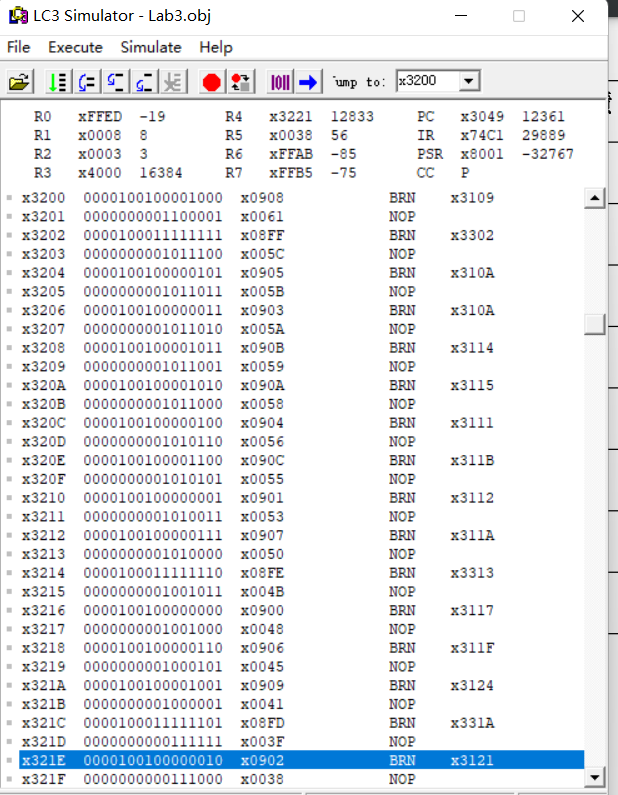 LC3 Simulator - Lab3.obj
File Execute Simulate Help
Jump to: x3200
R0 xFFED -19 R4 x3221 12833 PC x3049 12361
R1 x0008 8 R5 x0038 56 IR x74C1 29889
R2 x0003 3 R6 xFFAB -85 PSR x8001 -32767
R3 x4000 16384 R7 xFFB5 -75 CC P
x3200 0000100100001000 x0908 BRN x3109
x3201 0000000001100001 x0061 NOP
x3202 0000100011111111 x08FF BRN x3302
x3203 0000000001011100 x005C NOP
x3204 0000100100000101 x0905 BRN x310A
x3205 0000000001011011 x005B NOP
x3206 0000100100000011 x0903 BRN x310A
x3207 0000000001011010 x005A NOP
x3208 0000100100001011 x090B BRN x3114
x3209 0000000001011001 x0059 NOP
x320A 0000100100001010 x090A BRN x3115
x320B 0000000001011000 x0058 NOP
x320C 0000100100000100 x0904 BRN x3111
x320D 0000000001010110 x0056 NOP
x320E 0000100100001100 x090C BRN x311B
x320F 0000000001010101 x0055 NOP
x3210 0000100100000001 x0901 BRN x3112
x3211 0000000001010011 x0053 NOP
x3212 0000100100000111 x0907 BRN x311A
x3213 0000000001010000 x0050 NOP
x3214 0000100011111110 x08FE BRN x3313
x3215 0000000001001011 x004B NOP
x3216 0000100100000000 x0900 BRN x3117
x3217 0000000001001000 x0048 NOP
x3218 0000100100000110 x0906 BRN x311F
x3219 0000000001000101 x0045 NOP
x321A 0000100100001001 x0909 BRN x3124
x321B 0000000001000001 x0041 NOP
x321C 0000100011111101 x08FD BRN x331A
x321D 0000000000111111 x003F NOP
x321E 0000100100000010 x0902 BRN x3121
x321F 0000000000111000 x0038 NOP